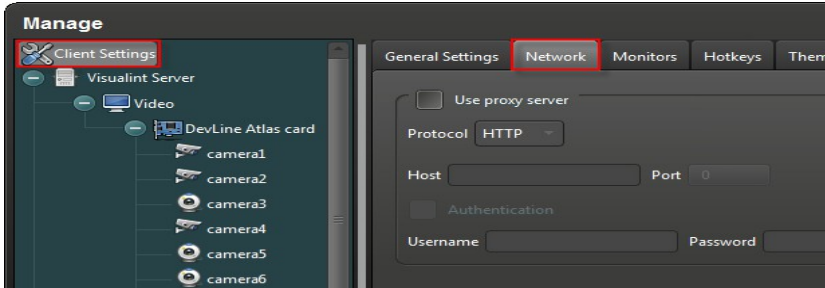 Manage
Client Settings
Visualint Server
Video
DevLine Atlas card
camera1
camera2
camera3
camera4
camera5
camera6
General Settings Network Monitors Hotkeys Them
Use proxy server
Protocol HTTP
Host Port 0
Authentication
Username Password